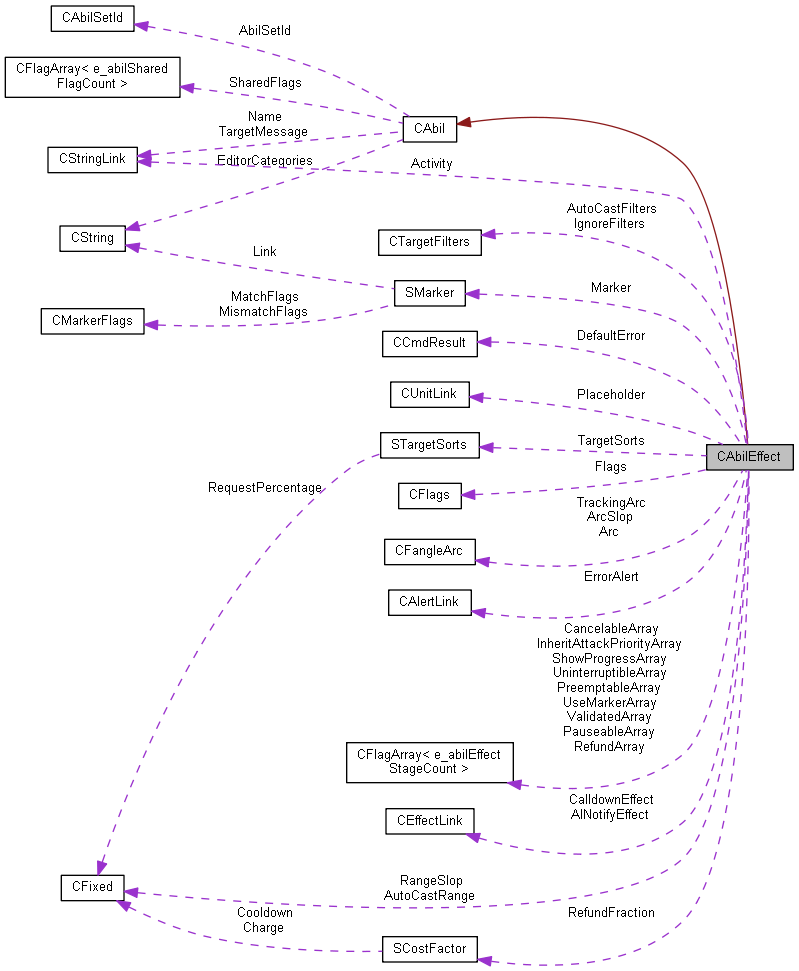 CAbilSetId
AbilSetId
CFlagArray< e_abilShared
FlagCount >
SharedFlags
Name
TargetMessage
CAbil
CStringLink
EditorCategories
Activity
AutoCastFilters
IgnoreFilters
CString
CTargetFilters
Link
Marker
SMarker
MatchFlags
MismatchFlags
CMarkerFlags
DefaultError
CCmdResult
CUnitLink
Placeholder
STargetSorts
TargetSorts
CAbilEffect
Flags
RequestPercentage
CFlags
TrackingArc
ArcSlop
Arc
CFangleArc
ErrorAlert
CAlertLink
CancelableArray
InheritAttackPriorityArray
ShowProgressArray
UninterruptibleArray
PreemptableArray
UseMarkerArray
ValidatedArray
PauseableArray
RefundArray
CFlagArray< e_abilEffect
StageCount >
CalldownEffect
AINotifyEffect
CEffectLink
CFixed
RangeSlop
AutoCastRange
Cooldown
Charge
RefundFraction
SCostFactor